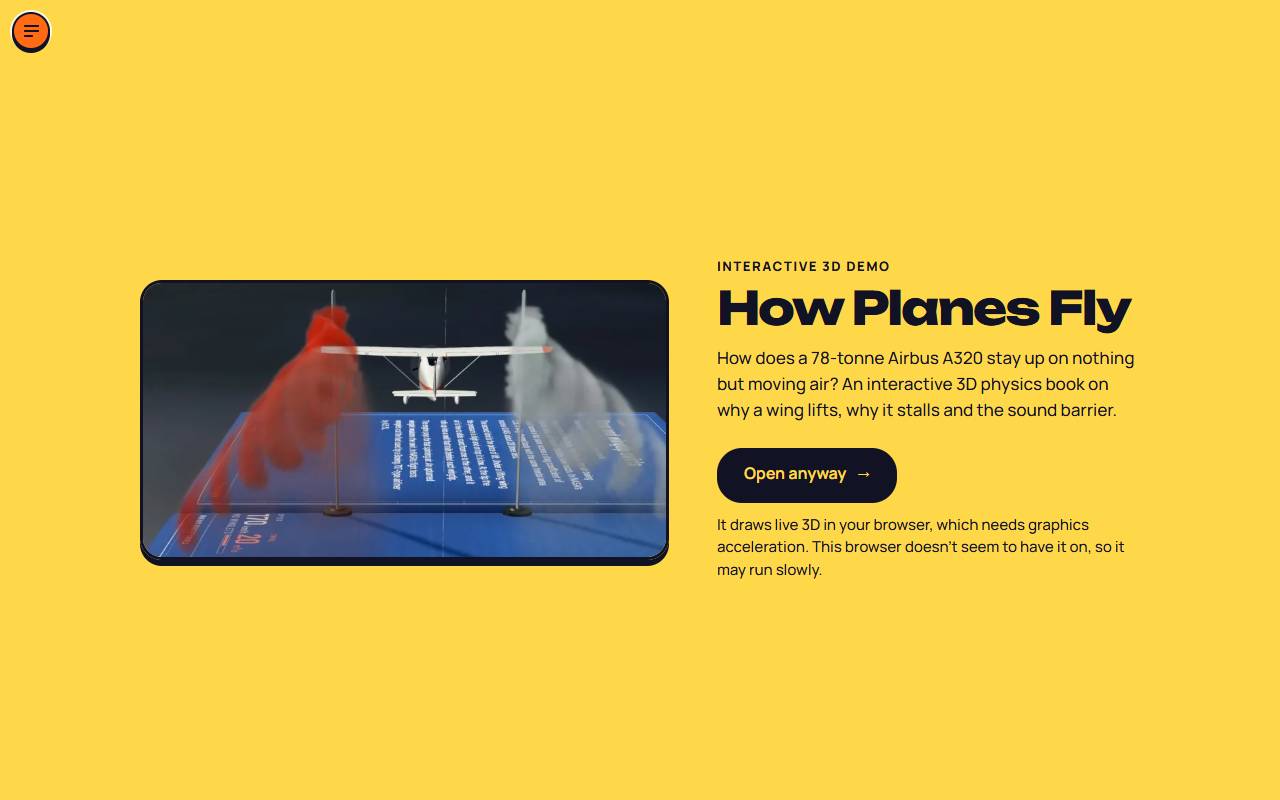 INTERACTIVE 3D DEMO
How Planes Fly
How does a 78-tonne Airbus A320 stay up on nothing
but moving air? An interactive 3D physics book on
why a wing lifts, why it stalls and the sound barrier.
Open anyway →
It draws live 3D in your browser, which needs graphics
acceleration. This browser doesn't seem to have it on, so it
may run slowly.
170
20